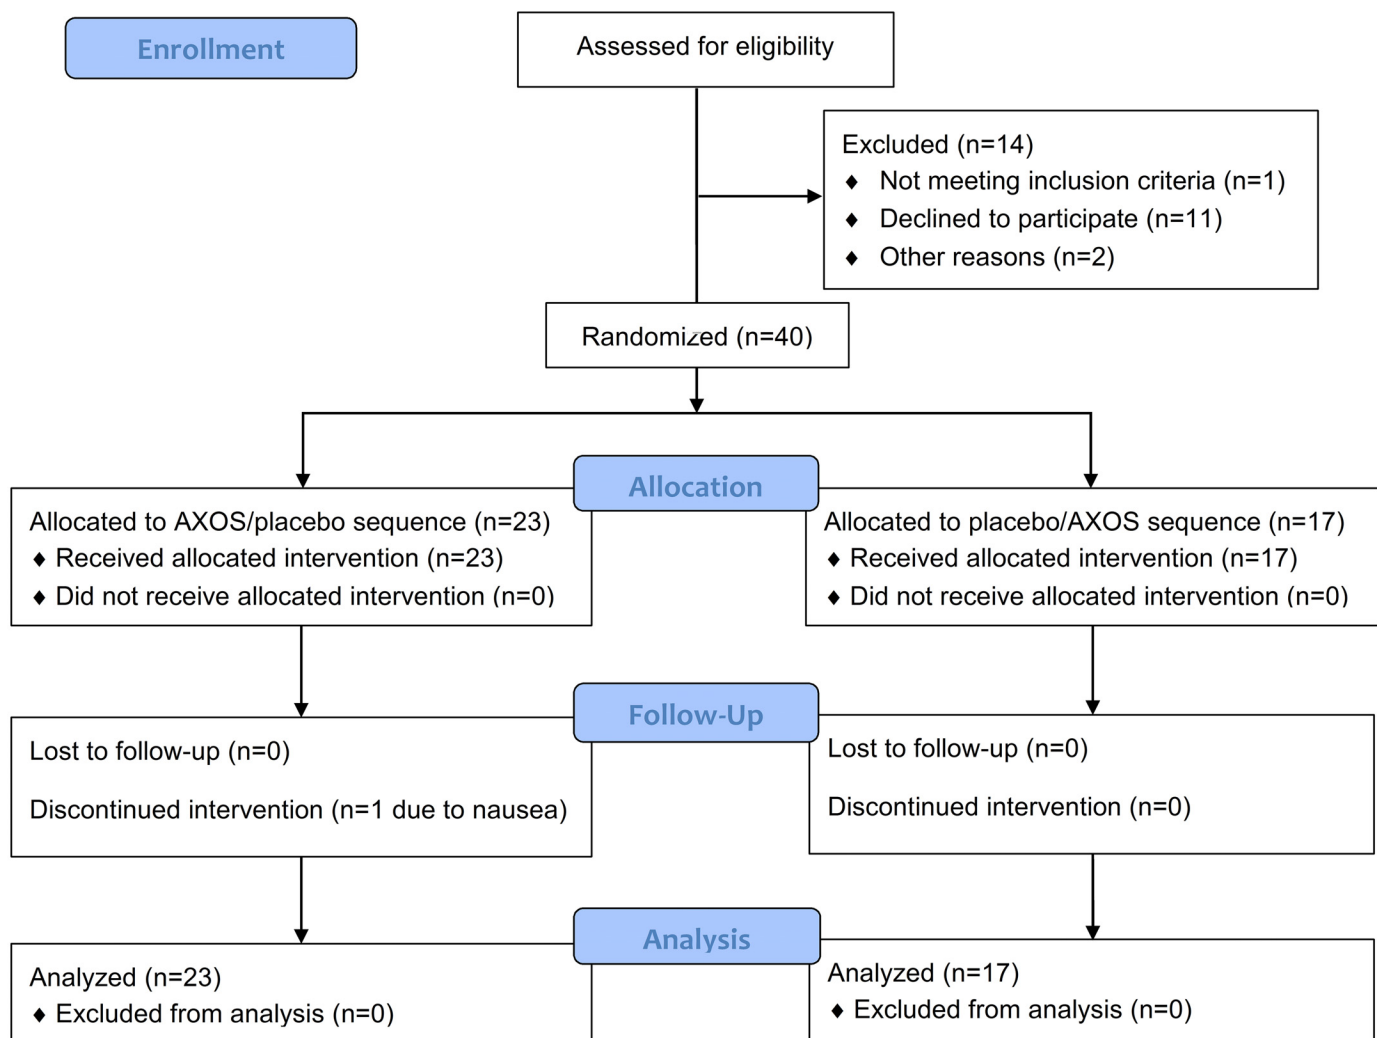 Enrollment
Assessed for eligibility
Excluded (n=14)
♦ Not meeting inclusion criteria (n=1)
♦ Declined to participate (n=11)
♦ Other reasons (n=2)
Randomized (n=40)
Allocation
Allocated to AXOS/placebo sequence (n=23)
♦ Received allocated intervention (n=23)
♦ Did not receive allocated intervention (n=0)
Allocated to placebo/AXOS sequence (n=17)
♦ Received allocated intervention (n=17)
♦ Did not receive allocated intervention (n=0)
Follow-Up
Lost to follow-up (n=0)
Discontinued intervention (n=1 due to nausea)
Lost to follow-up (n=0)
Discontinued intervention (n=0)
Analysis
Analyzed (n=23)
♦ Excluded from analysis (n=0)
Analyzed (n=17)
♦ Excluded from analysis (n=0)